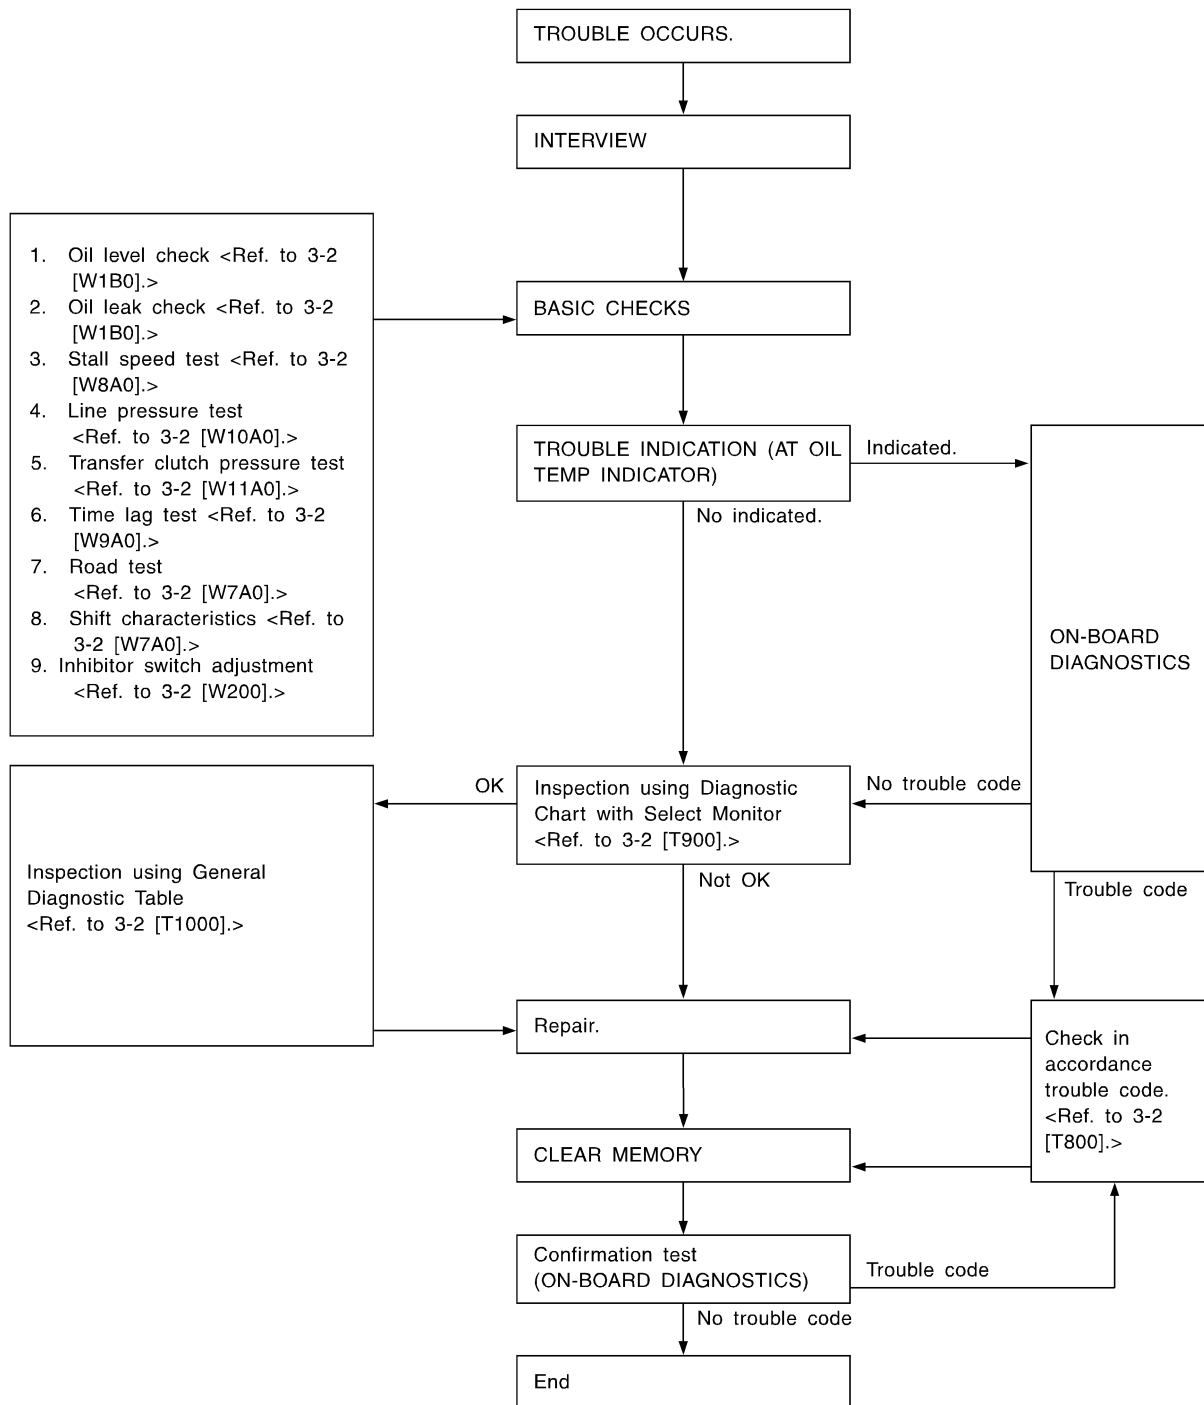 TROUBLE OCCURS.
INTERVIEW
1. Oil level check <Ref. to 3-2
[W1B0].>
2. Oil leak check <Ref. to 3-2
[W1B0].>
3. Stall speed test <Ref. to 3-2
[W8A0].>
4. Line pressure test
<Ref. to 3-2 [W10A0].>
5. Transfer clutch pressure test
<Ref. to 3-2 [W11A0].>
6. Time lag test <Ref. to 3-2
[W9A0].>
7. Road test
<Ref. to 3-2 [W7A0].>
8. Shift characteristics <Ref. to
3-2 [W7A0].>
9. Inhibitor switch adjustment
<Ref. to 3-2 [W200].>
BASIC CHECKS
TROUBLE INDICATION (AT OIL
TEMP INDICATOR)
Indicated.
No indicated.
ON-BOARD
DIAGNOSTICS
No trouble code
Inspection using Diagnostic
Chart with Select Monitor
<Ref. to 3-2 [T900].>
OK
Not OK
Inspection using General
Diagnostic Table
<Ref. to 3-2 [T1000].>
Trouble code
Repair.
Check in
accordance
trouble code.
<Ref. to 3-2
[T800].>
CLEAR MEMORY
Confirmation test
(ON-BOARD DIAGNOSTICS)
Trouble code
No trouble code
End